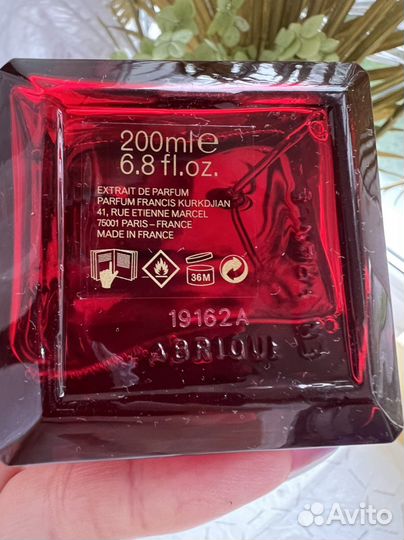 200ml℮
6.8 fl.oz.
EXTRAIT DE PARFUM
PARFUM FRANCIS KURKDJIAN
41, RUE ETIENNE MARCEL
75001 PARIS – FRANCE
MADE IN FRANCE
36M
19162A
Avito